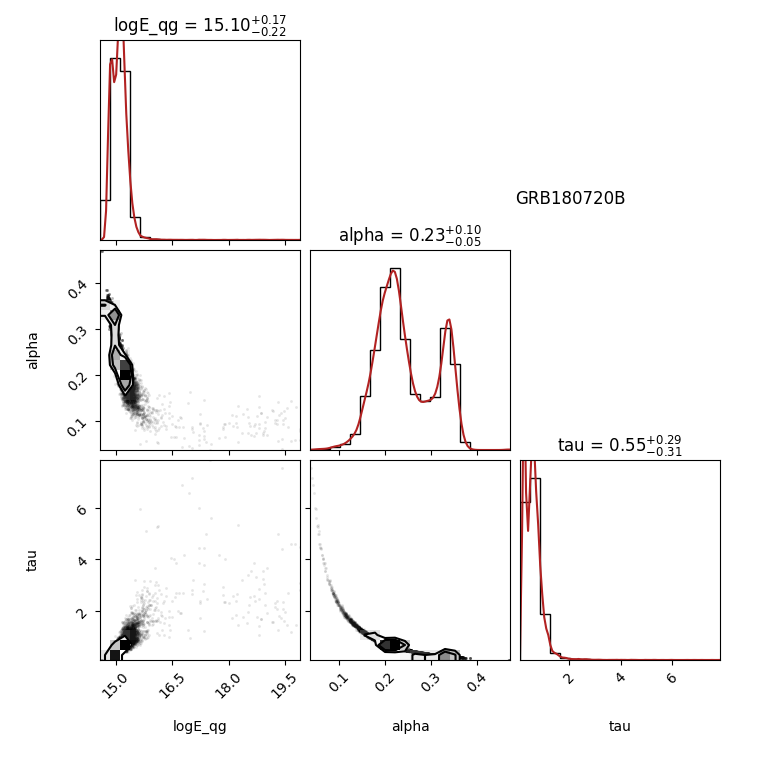 logE_qg = 15.10+0.17 −0.22
GRB180720B
alpha = 0.23+0.10 −0.05
alpha
0.4
0.3
0.2
0.1
tau = 0.55+0.29 −0.31
tau
6
4
2
15.0 16.5 18.0 19.5
0.1 0.2 0.3 0.4
2 4 6
logE_qg alpha tau